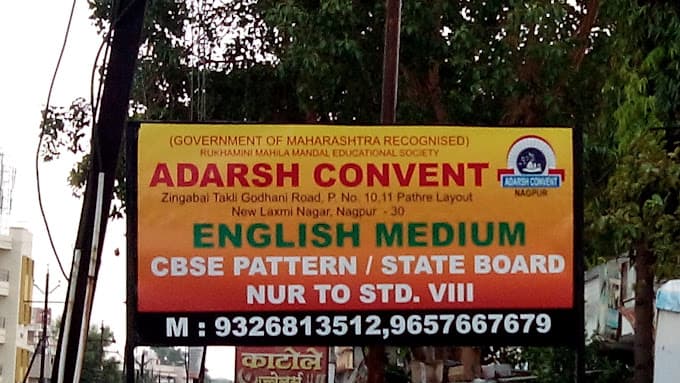 (GOVERNMENT OF MAHARASHTRA RECOGNISED)
RUKHAMINI MAHILA MANDAL EDUCATIONAL SOCIETY
ADARSH CONVENT
Zingabai Takli Godhani Road, P. No. 10,11 Pathre Layout
New Laxmi Nagar, Nagpur - 30
ADARSH CONVENT
NAGPUR
ENGLISH MEDIUM
CBSE PATTERN / STATE BOARD
NUR TO STD. VIII
M : 9326813512,9657667679
काटोले